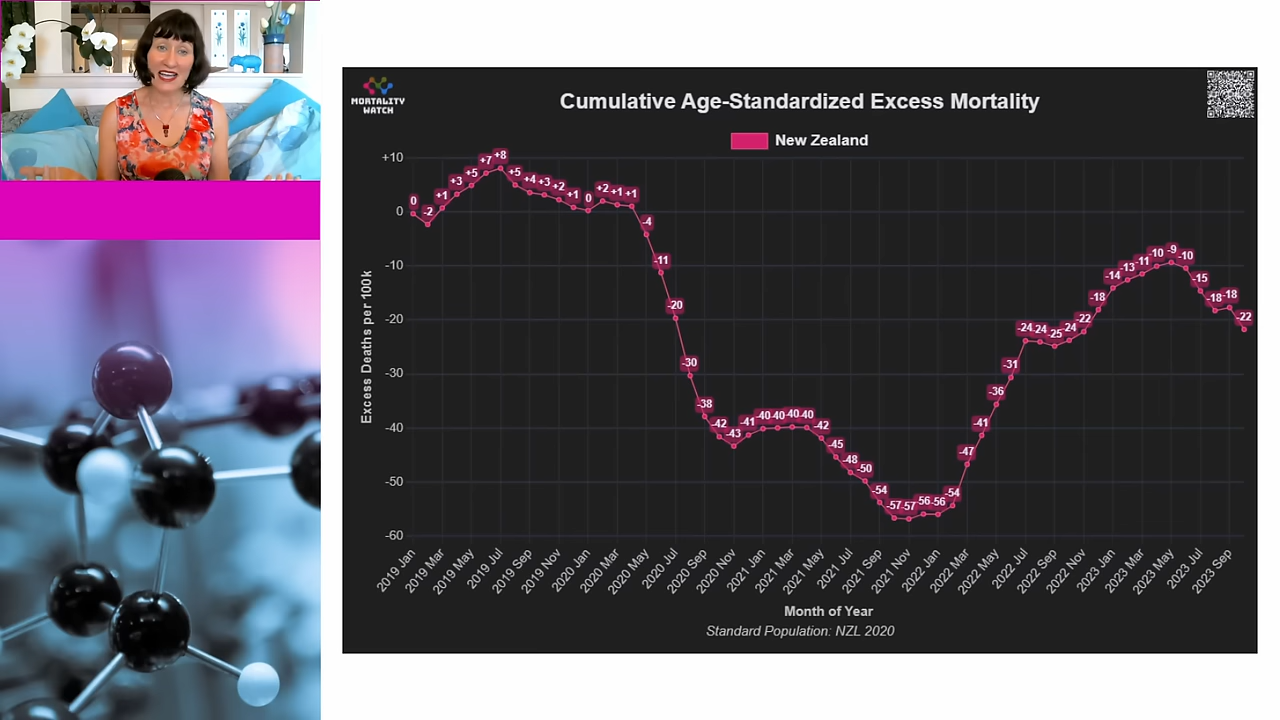 MORTALITY
WATCH
Cumulative Age-Standardized Excess Mortality
New Zealand
Excess Deaths per 100k
+10
0
-10
-20
-30
-40
-50
-60
0 -2 +1 +3 +5 +7 +8 +5 +4 +3 +2 +1 0 +2 +1 +1 -4 -11 -20 -30 -38 -42 -43 -41 -40 -40 -40 -40 -42 -45 -48 -50 -54 -57 -57 -56 -56 -54 -47 -41 -36 -31 -24 -24 -25 -24 -22 -18 -14 -13 -11 -10 -9 -10 -15 -18 -18 -22
2019 Jan 2019 Mar 2019 May 2019 Jul 2019 Sep 2019 Nov 2020 Jan 2020 Mar 2020 May 2020 Jul 2020 Sep 2020 Nov 2021 Jan 2021 Mar 2021 May 2021 Jul 2021 Sep 2021 Nov 2022 Jan 2022 Mar 2022 May 2022 Jul 2022 Sep 2022 Nov 2023 Jan 2023 Mar 2023 May 2023 Jul 2023 Sep
Month of Year
Standard Population: NZL 2020